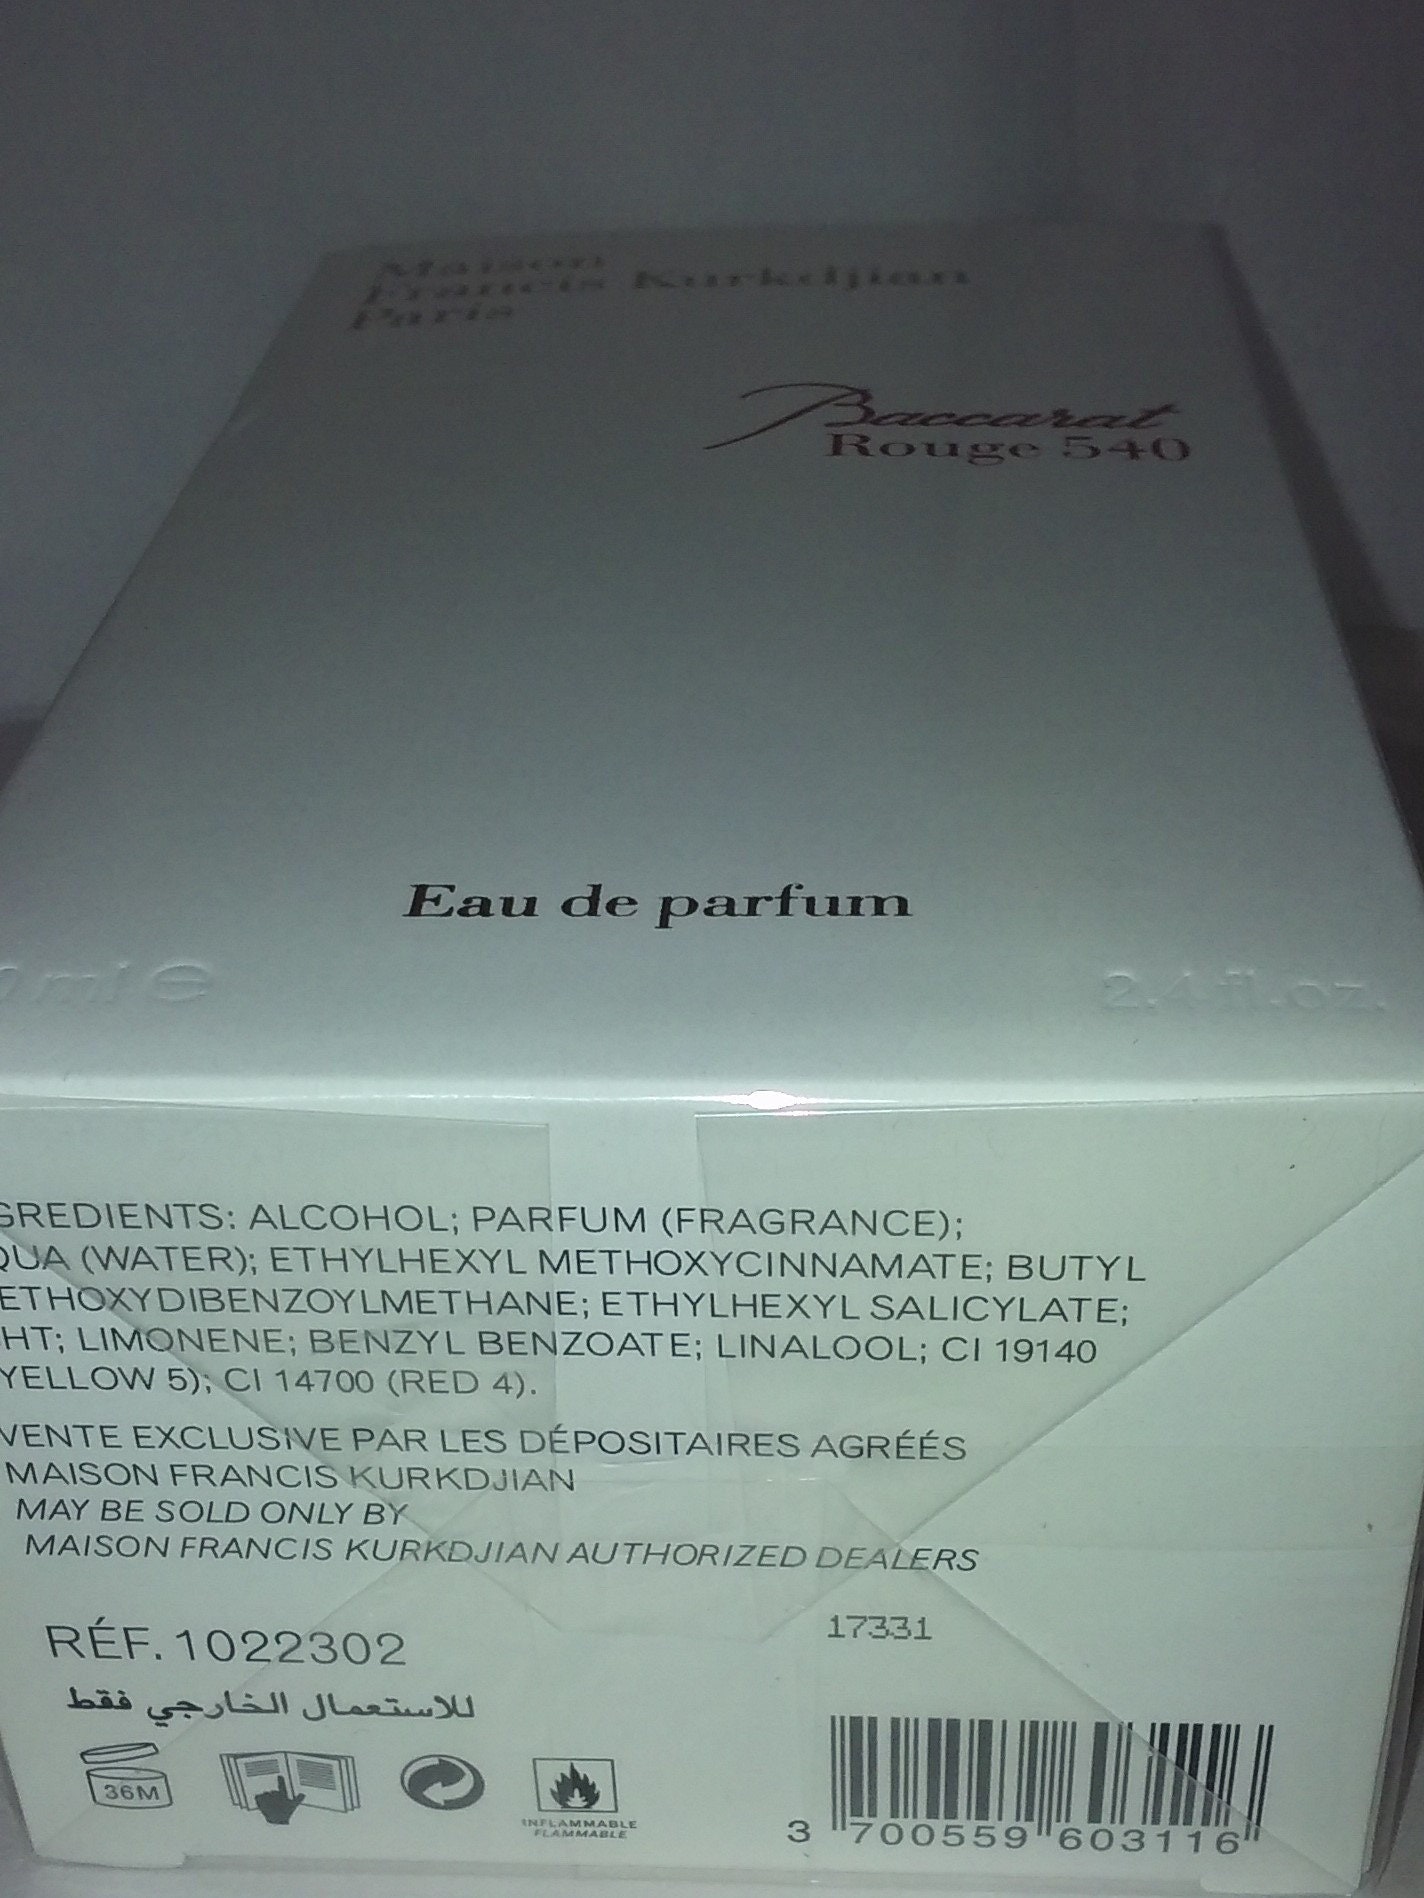 Maison
Francis Kurkdjian
Paris
Baccarat
Rouge 540
Eau de parfum
ml ℮
2.4 fl.oz.
GREDIENTS: ALCOHOL; PARFUM (FRAGRANCE);
QUA (WATER); ETHYLHEXYL METHOXYCINNAMATE; BUTYL
ETHOXYDIBENZOYLMETHANE; ETHYLHEXYL SALICYLATE;
HT; LIMONENE; BENZYL BENZOATE; LINALOOL; CI 19140
YELLOW 5); CI 14700 (RED 4).
VENTE EXCLUSIVE PAR LES DÉPOSITAIRES AGRÉÉS
MAISON FRANCIS KURKDJIAN
MAY BE SOLD ONLY BY
MAISON FRANCIS KURKDJIAN AUTHORIZED DEALERS
17331
RÉF. 1022302
للاستعمال الخارجي فقط
36M
INFLAMMABLE
FLAMMABLE
3 700559 603116